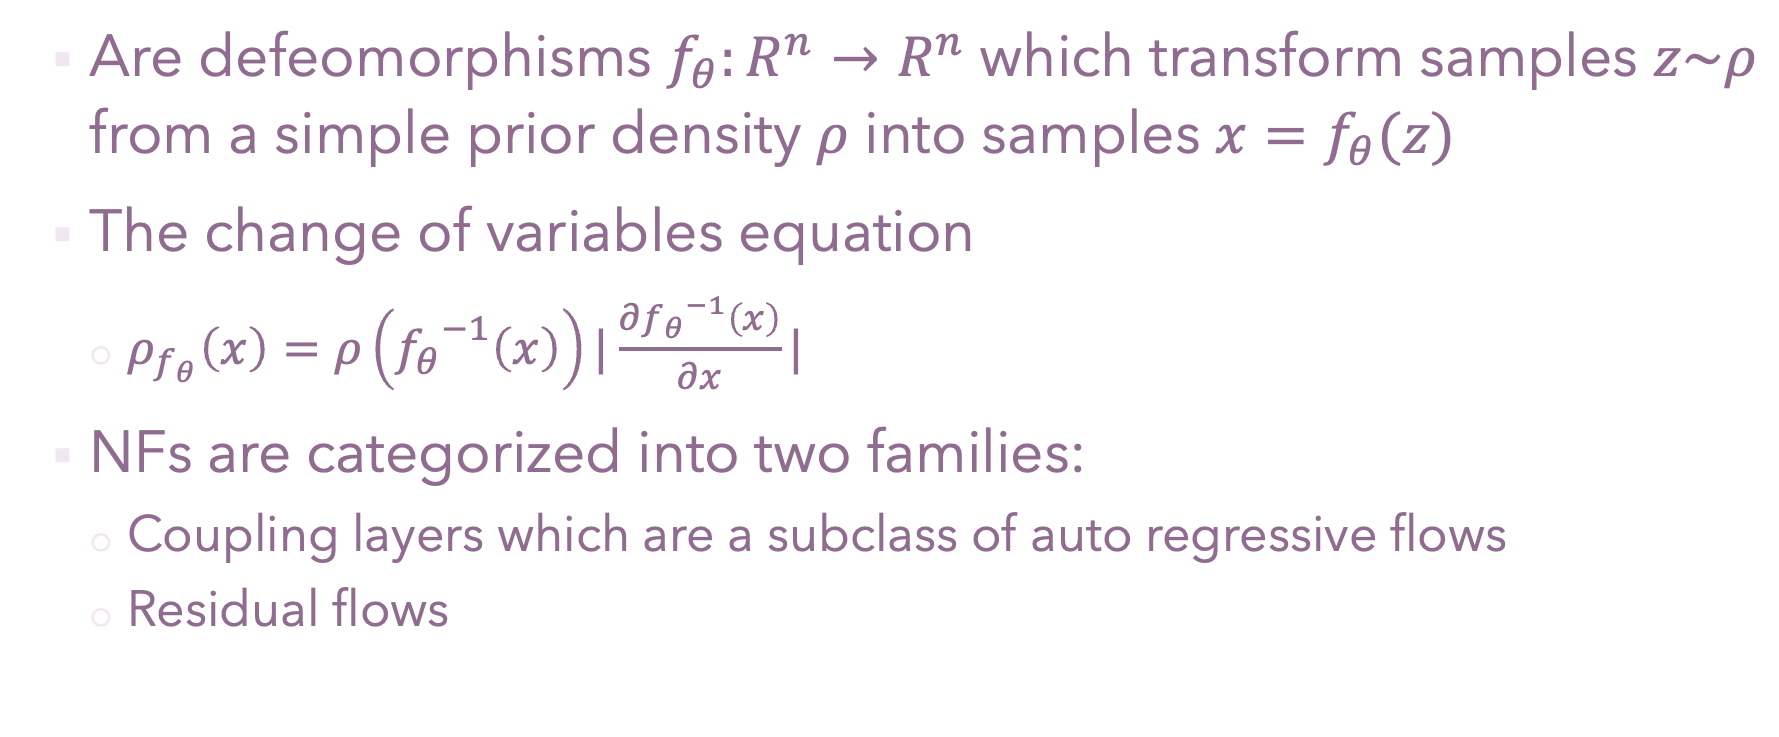 ▪ Are defeomorphisms 𝑓_𝜃: 𝑅ⁿ → 𝑅ⁿ which transform samples 𝑧~𝜌
from a simple prior density 𝜌 into samples 𝑥 = 𝑓_𝜃(𝑧)
▪ The change of variables equation
○ 𝜌_{𝑓_𝜃}(𝑥) = 𝜌(𝑓_𝜃⁻¹(𝑥))|∂𝑓_𝜃⁻¹(𝑥)/∂𝑥|
▪ NFs are categorized into two families:
○ Coupling layers which are a subclass of auto regressive flows
○ Residual flows